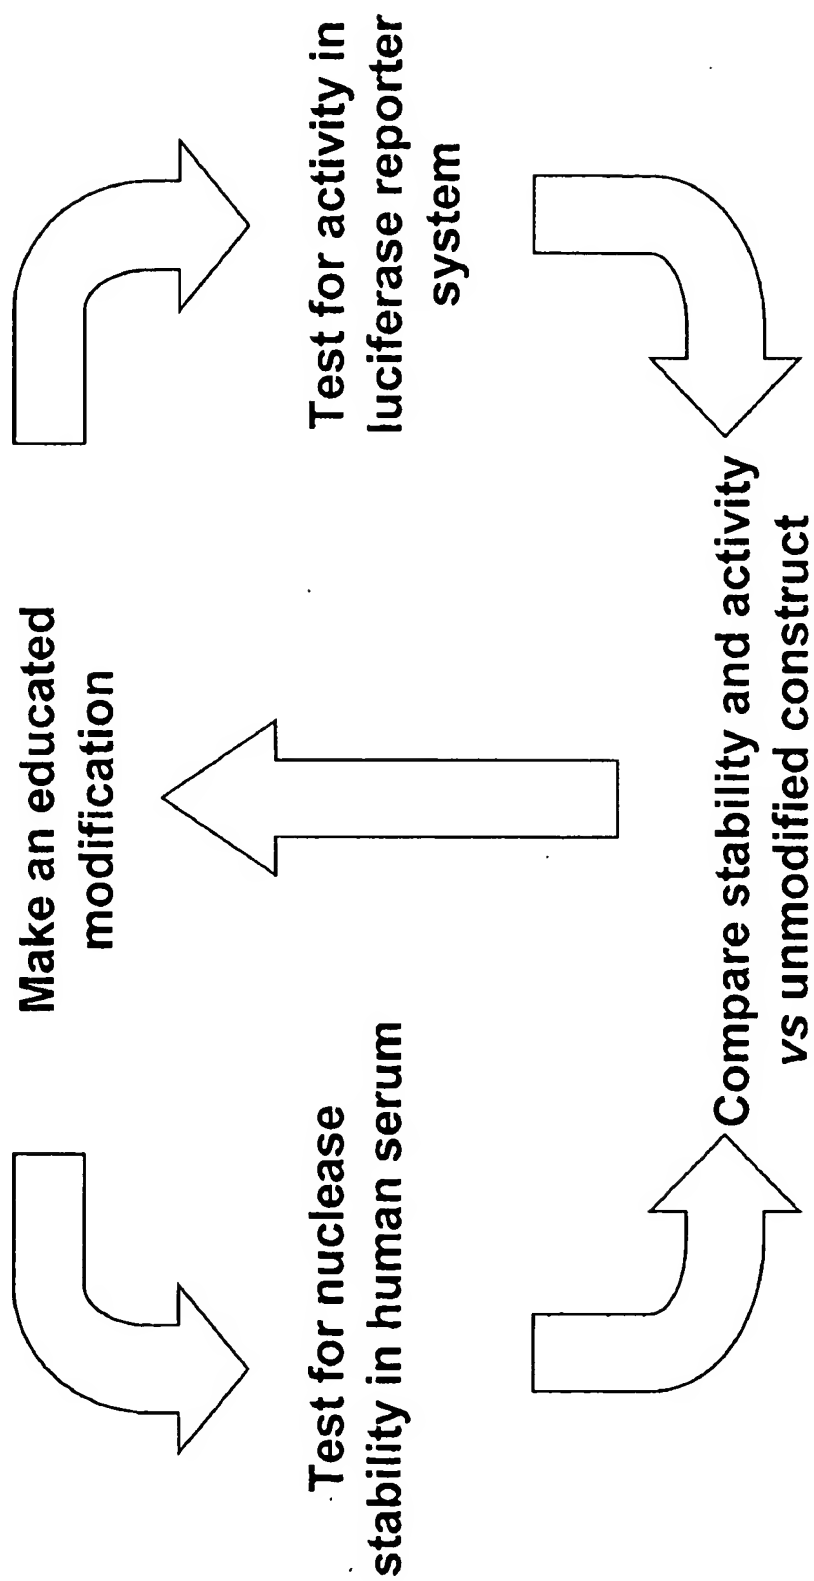 Make an educated
modification
Test for nuclease
stability in human serum
Test for activity in
luciferase reporter
system
Compare stability and activity
vs unmodified construct